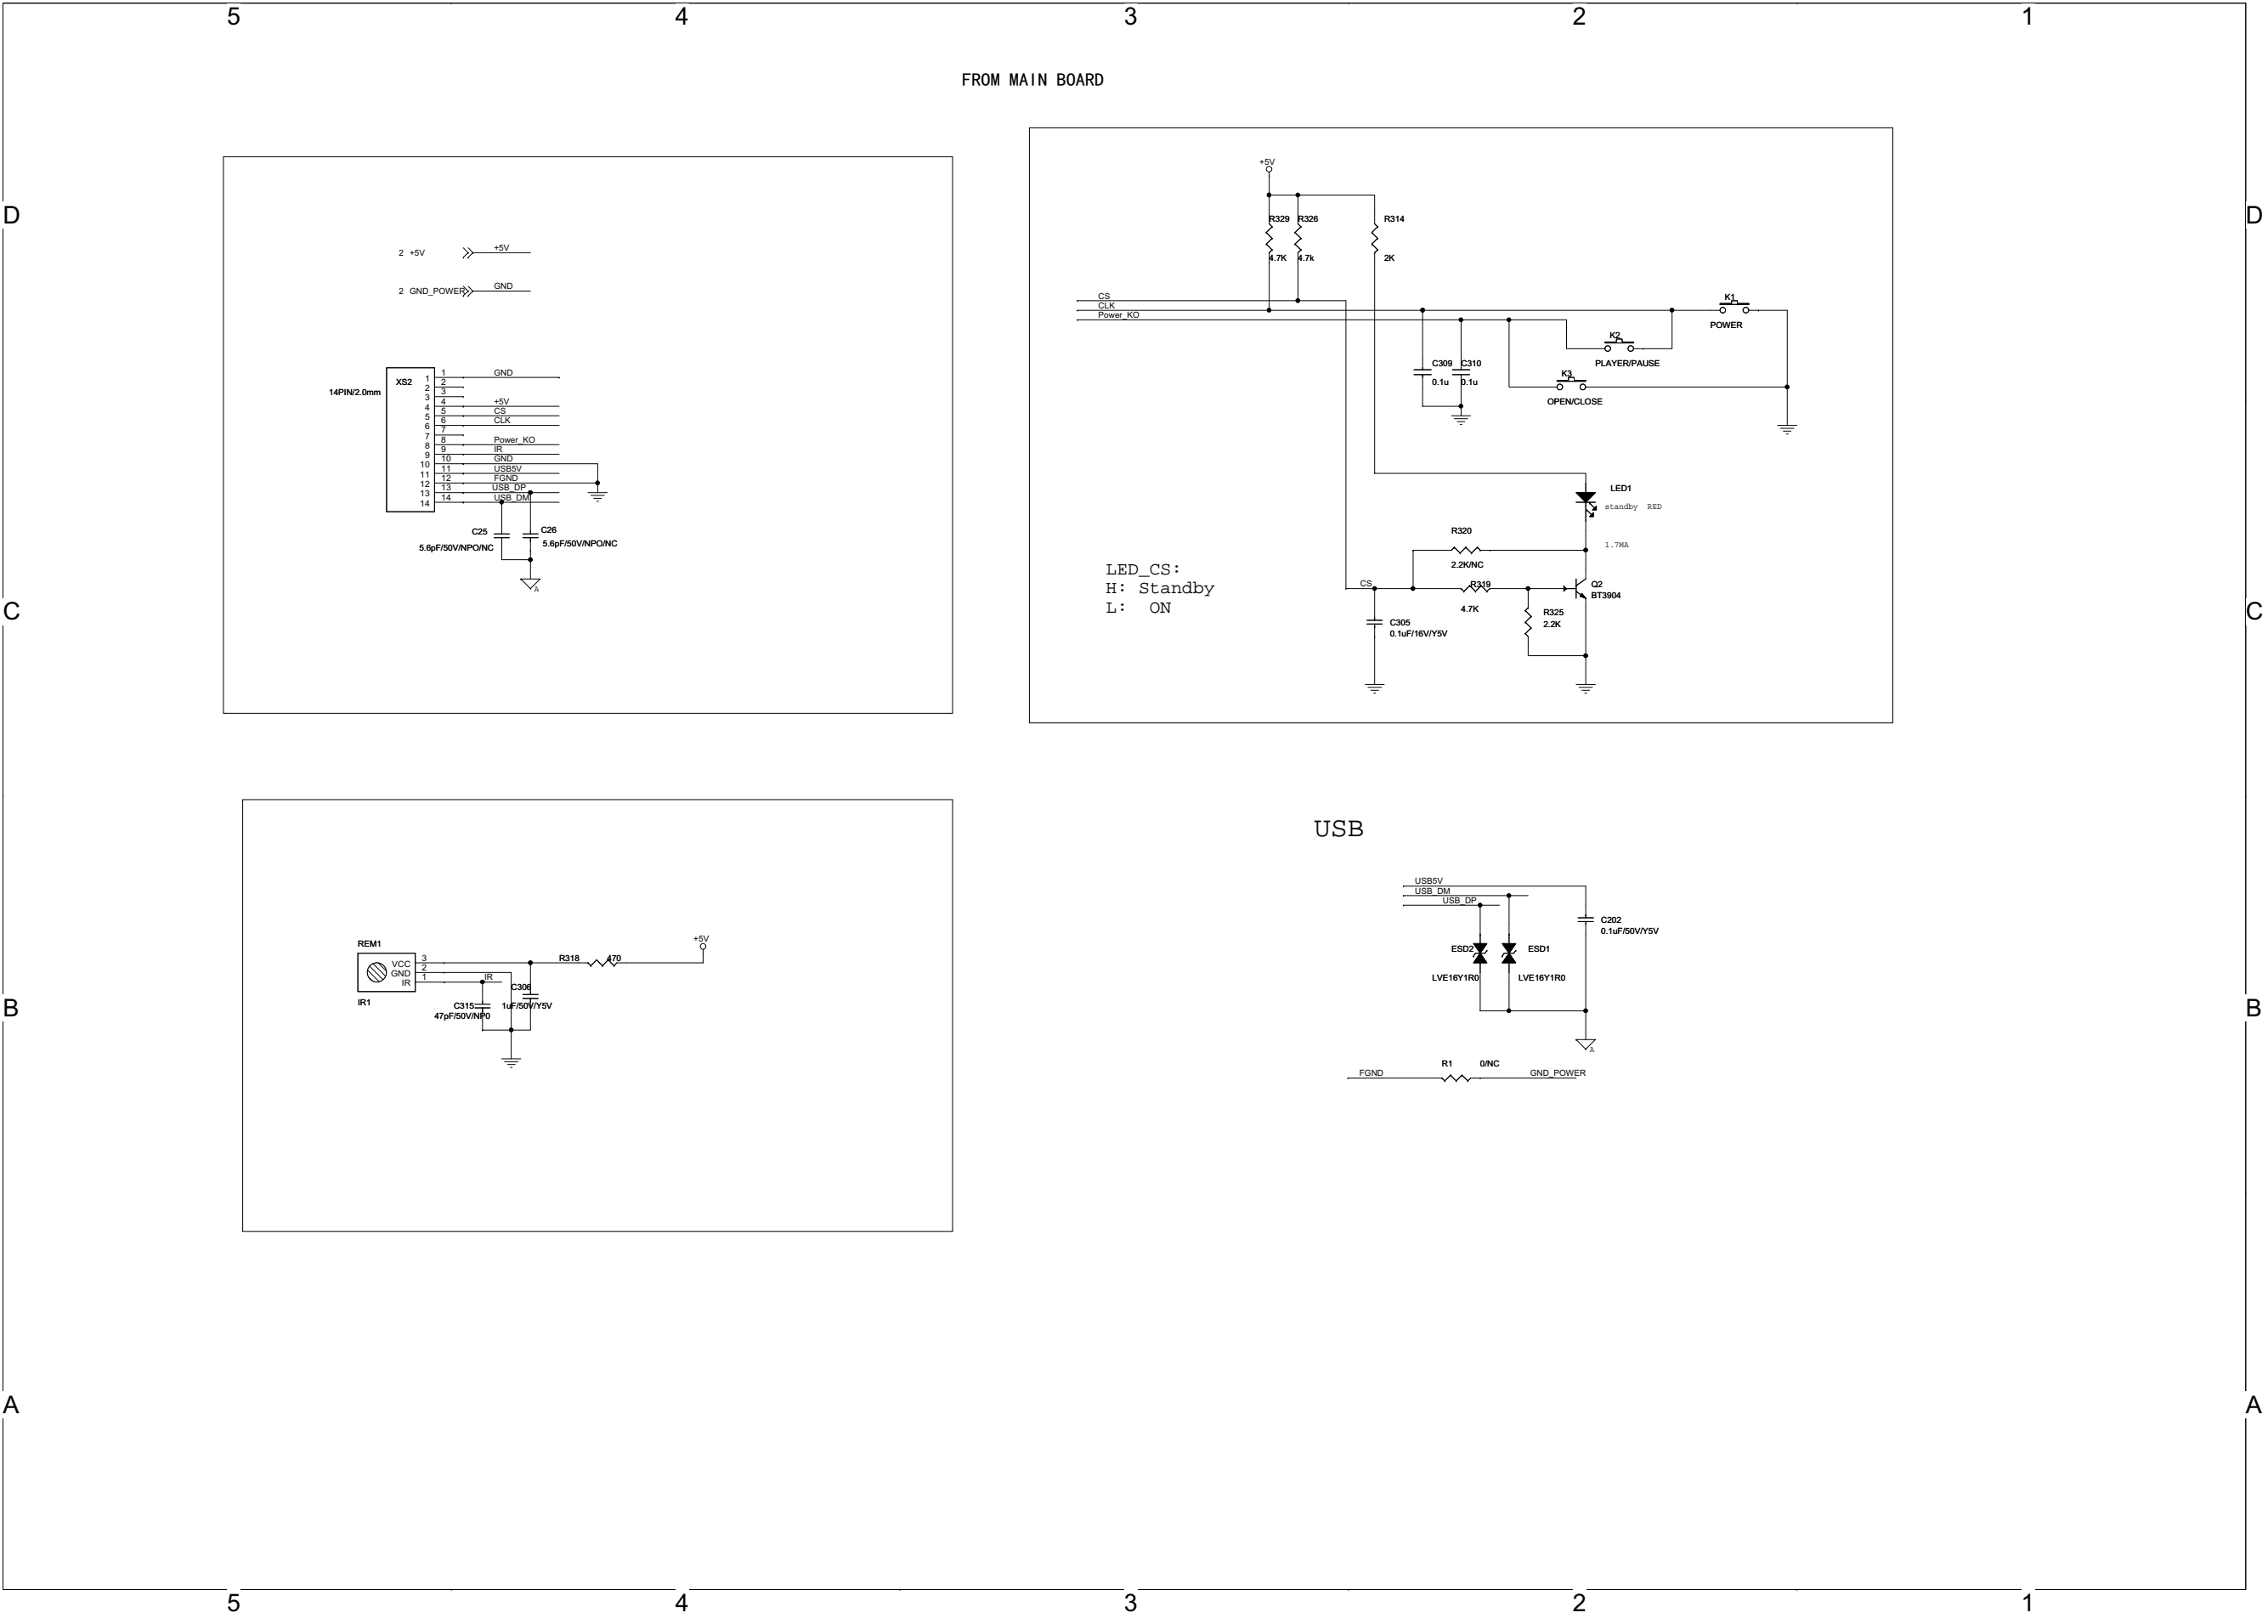 5 4 3 2 1
FROM MAIN BOARD
D D
2 +5V +5V
2 GND_POWER GND
XS2
14PIN/2.0mm
1 1 GND
2 2
3 3
4 4 +5V
5 5 CS
6 6 CLK
7 7
8 8 Power_KO
9 9 IR
10 10 GND
11 11 USB5V
12 12 FGND
13 13 USB_DP
14 14 USB_DM
C25
5.6pF/50V/NPO/NC
C26
5.6pF/50V/NPO/NC
A
+5V
R329 R326 R314
4.7K 4.7k 2K
CS
CLK
Power_KO
K1
POWER
K2
PLAYER/PAUSE
K3
OPEN/CLOSE
C309 C310
0.1u 0.1u
LED1
standby RED
1.7MA
R320
2.2K/NC
CS
R319
4.7K
Q2
BT3904
R325
2.2K
C305
0.1uF/16V/Y5V
LED_CS:
H: Standby
L: ON
C C
REM1
VCC 3
GND 2
IR 1
IR1
IR
R318 470
+5V
C306
1uF/50V/Y5V
C315
47pF/50V/NP0
USB
USB5V
USB_DM
USB_DP
C202
0.1uF/50V/Y5V
ESD2 ESD1
LVE16Y1R0 LVE16Y1R0
A
R1 0/NC
FGND GND_POWER
B B
A A
5 4 3 2 1